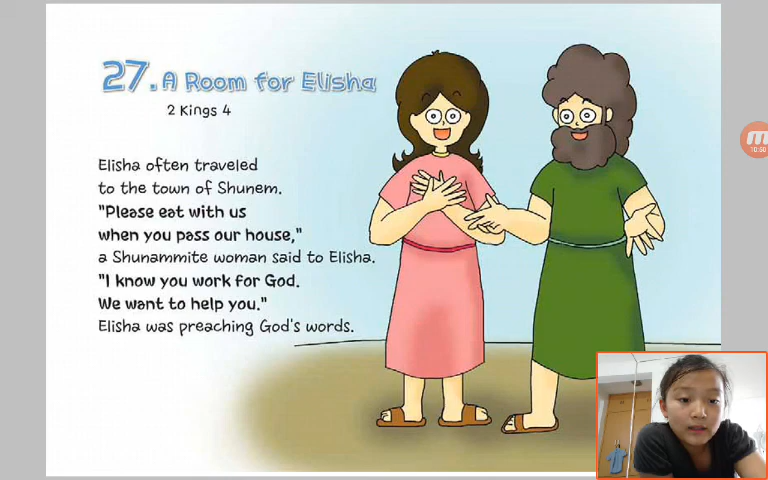 27. A Room for Elisha
2 Kings 4
Elisha often traveled
to the town of Shunem.
"Please eat with us
when you pass our house,"
a Shunammite woman said to Elisha.
"I know you work for God.
We want to help you."
Elisha was preaching God's words.
10:50